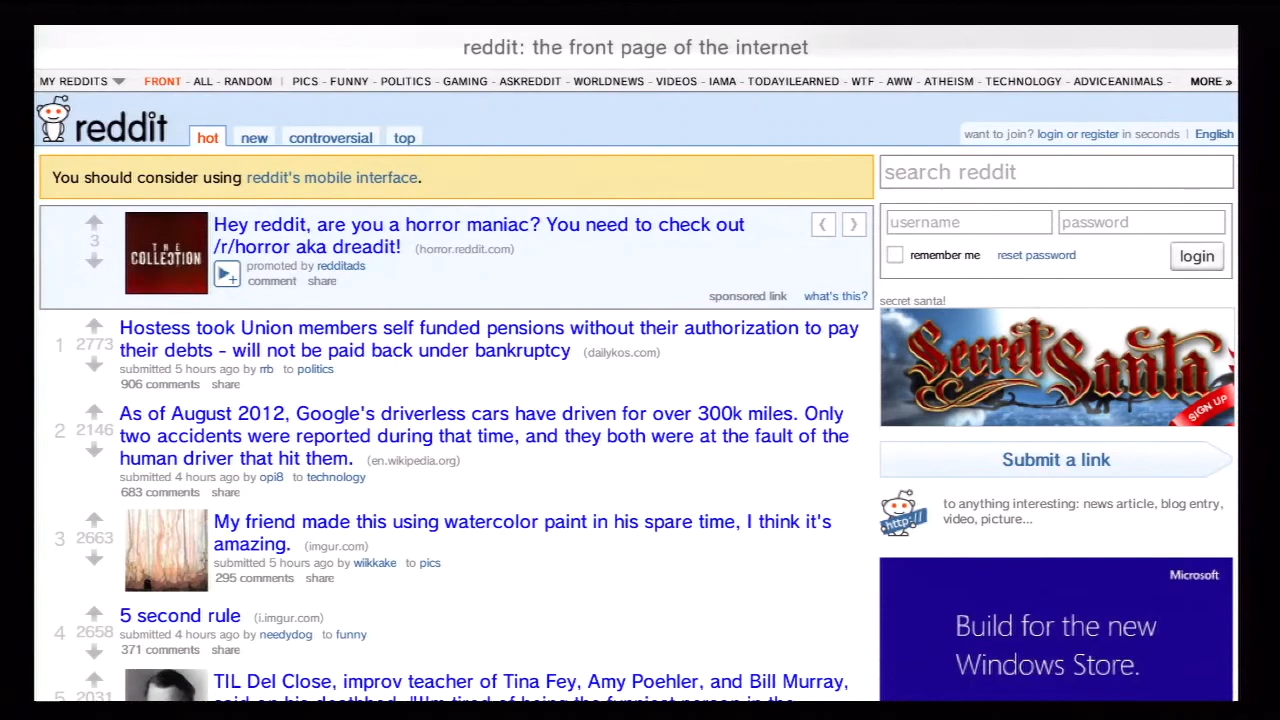 reddit: the front page of the internet
MY REDDITS FRONT - ALL - RANDOM | PICS - FUNNY - POLITICS - GAMING - ASKREDDIT - WORLDNEWS - VIDEOS - IAMA - TODAYILEARNED - WTF - AWW - ATHEISM - TECHNOLOGY - ADVICEANIMALS - MORE »
reddit hot new controversial top
want to join? login or register in seconds | English
You should consider using reddit's mobile interface.
3
THE
COLLECTION
Hey reddit, are you a horror maniac? You need to check out
/r/horror aka dreadit! (horror.reddit.com)
promoted by redditads
comment share
sponsored link what's this?
1
2773
Hostess took Union members self funded pensions without their authorization to pay
their debts - will not be paid back under bankruptcy (dailykos.com)
submitted 5 hours ago by rrb to politics
906 comments share
2
2146
As of August 2012, Google's driverless cars have driven for over 300k miles. Only
two accidents were reported during that time, and they both were at the fault of the
human driver that hit them. (en.wikipedia.org)
submitted 4 hours ago by opi8 to technology
683 comments share
3
2663
My friend made this using watercolor paint in his spare time, I think it's
amazing. (imgur.com)
submitted 5 hours ago by wiikkake to pics
295 comments share
4
2658
5 second rule (i.imgur.com)
submitted 4 hours ago by needydog to funny
371 comments share
5
2031
TIL Del Close, improv teacher of Tina Fey, Amy Poehler, and Bill Murray,
said on his deathbed, "I'm tired of being the funniest person in the
search reddit
username password
remember me reset password login
secret santa!
Secret Santa
SIGN UP
Submit a link
http://
to anything interesting: news article, blog entry,
video, picture...
Microsoft
Build for the new
Windows Store.